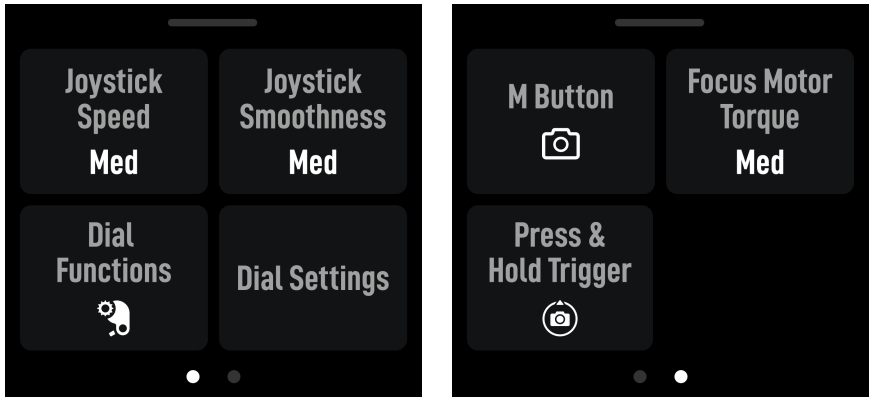 Joystick
Speed
Med
Joystick
Smoothness
Med
Dial
Functions
Dial Settings
M Button
Focus Motor
Torque
Med
Press &
Hold Trigger